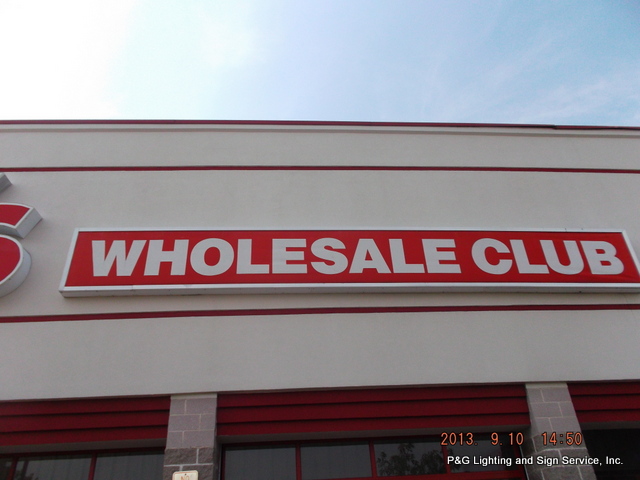 S
WHOLESALE CLUB
2013 9.10 14:50
P&G Lighting and Sign Service, Inc.